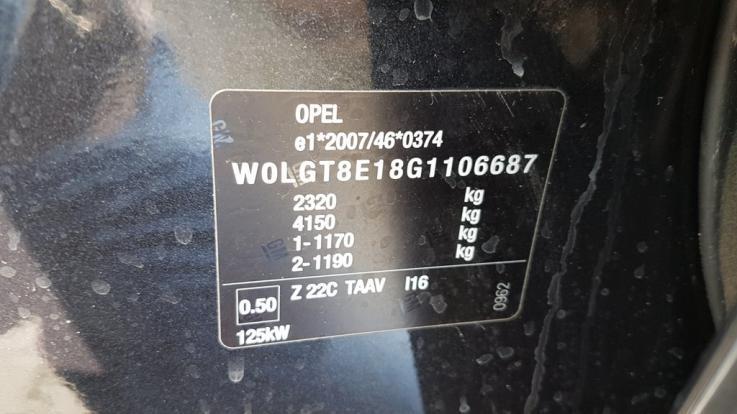 OPEL
e1*2007/46*0374
W0LGT8E18G1106687
2320 kg
4150 kg
1-1170 kg
2-1190 kg
0.50 Z 22C TAAV I16 0962
125kW